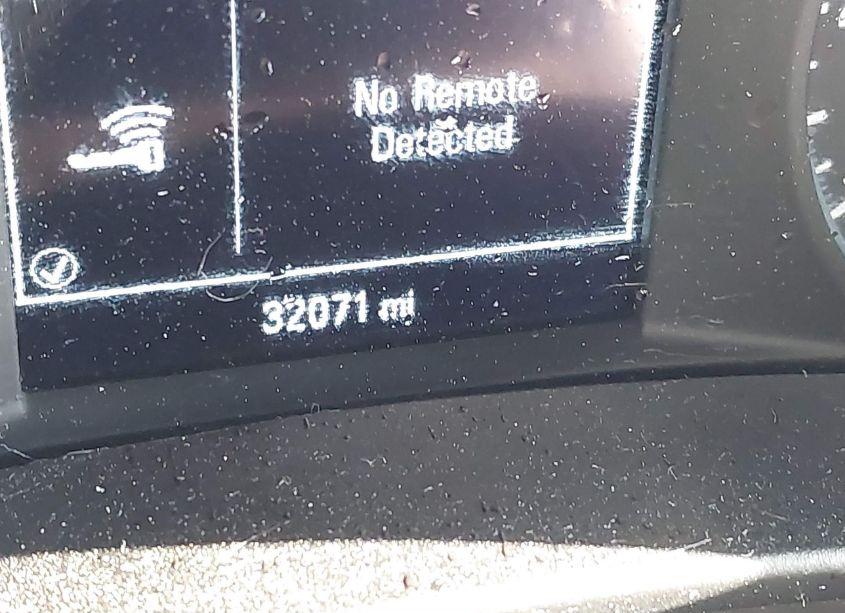 No Remote
Detected
32071 mi